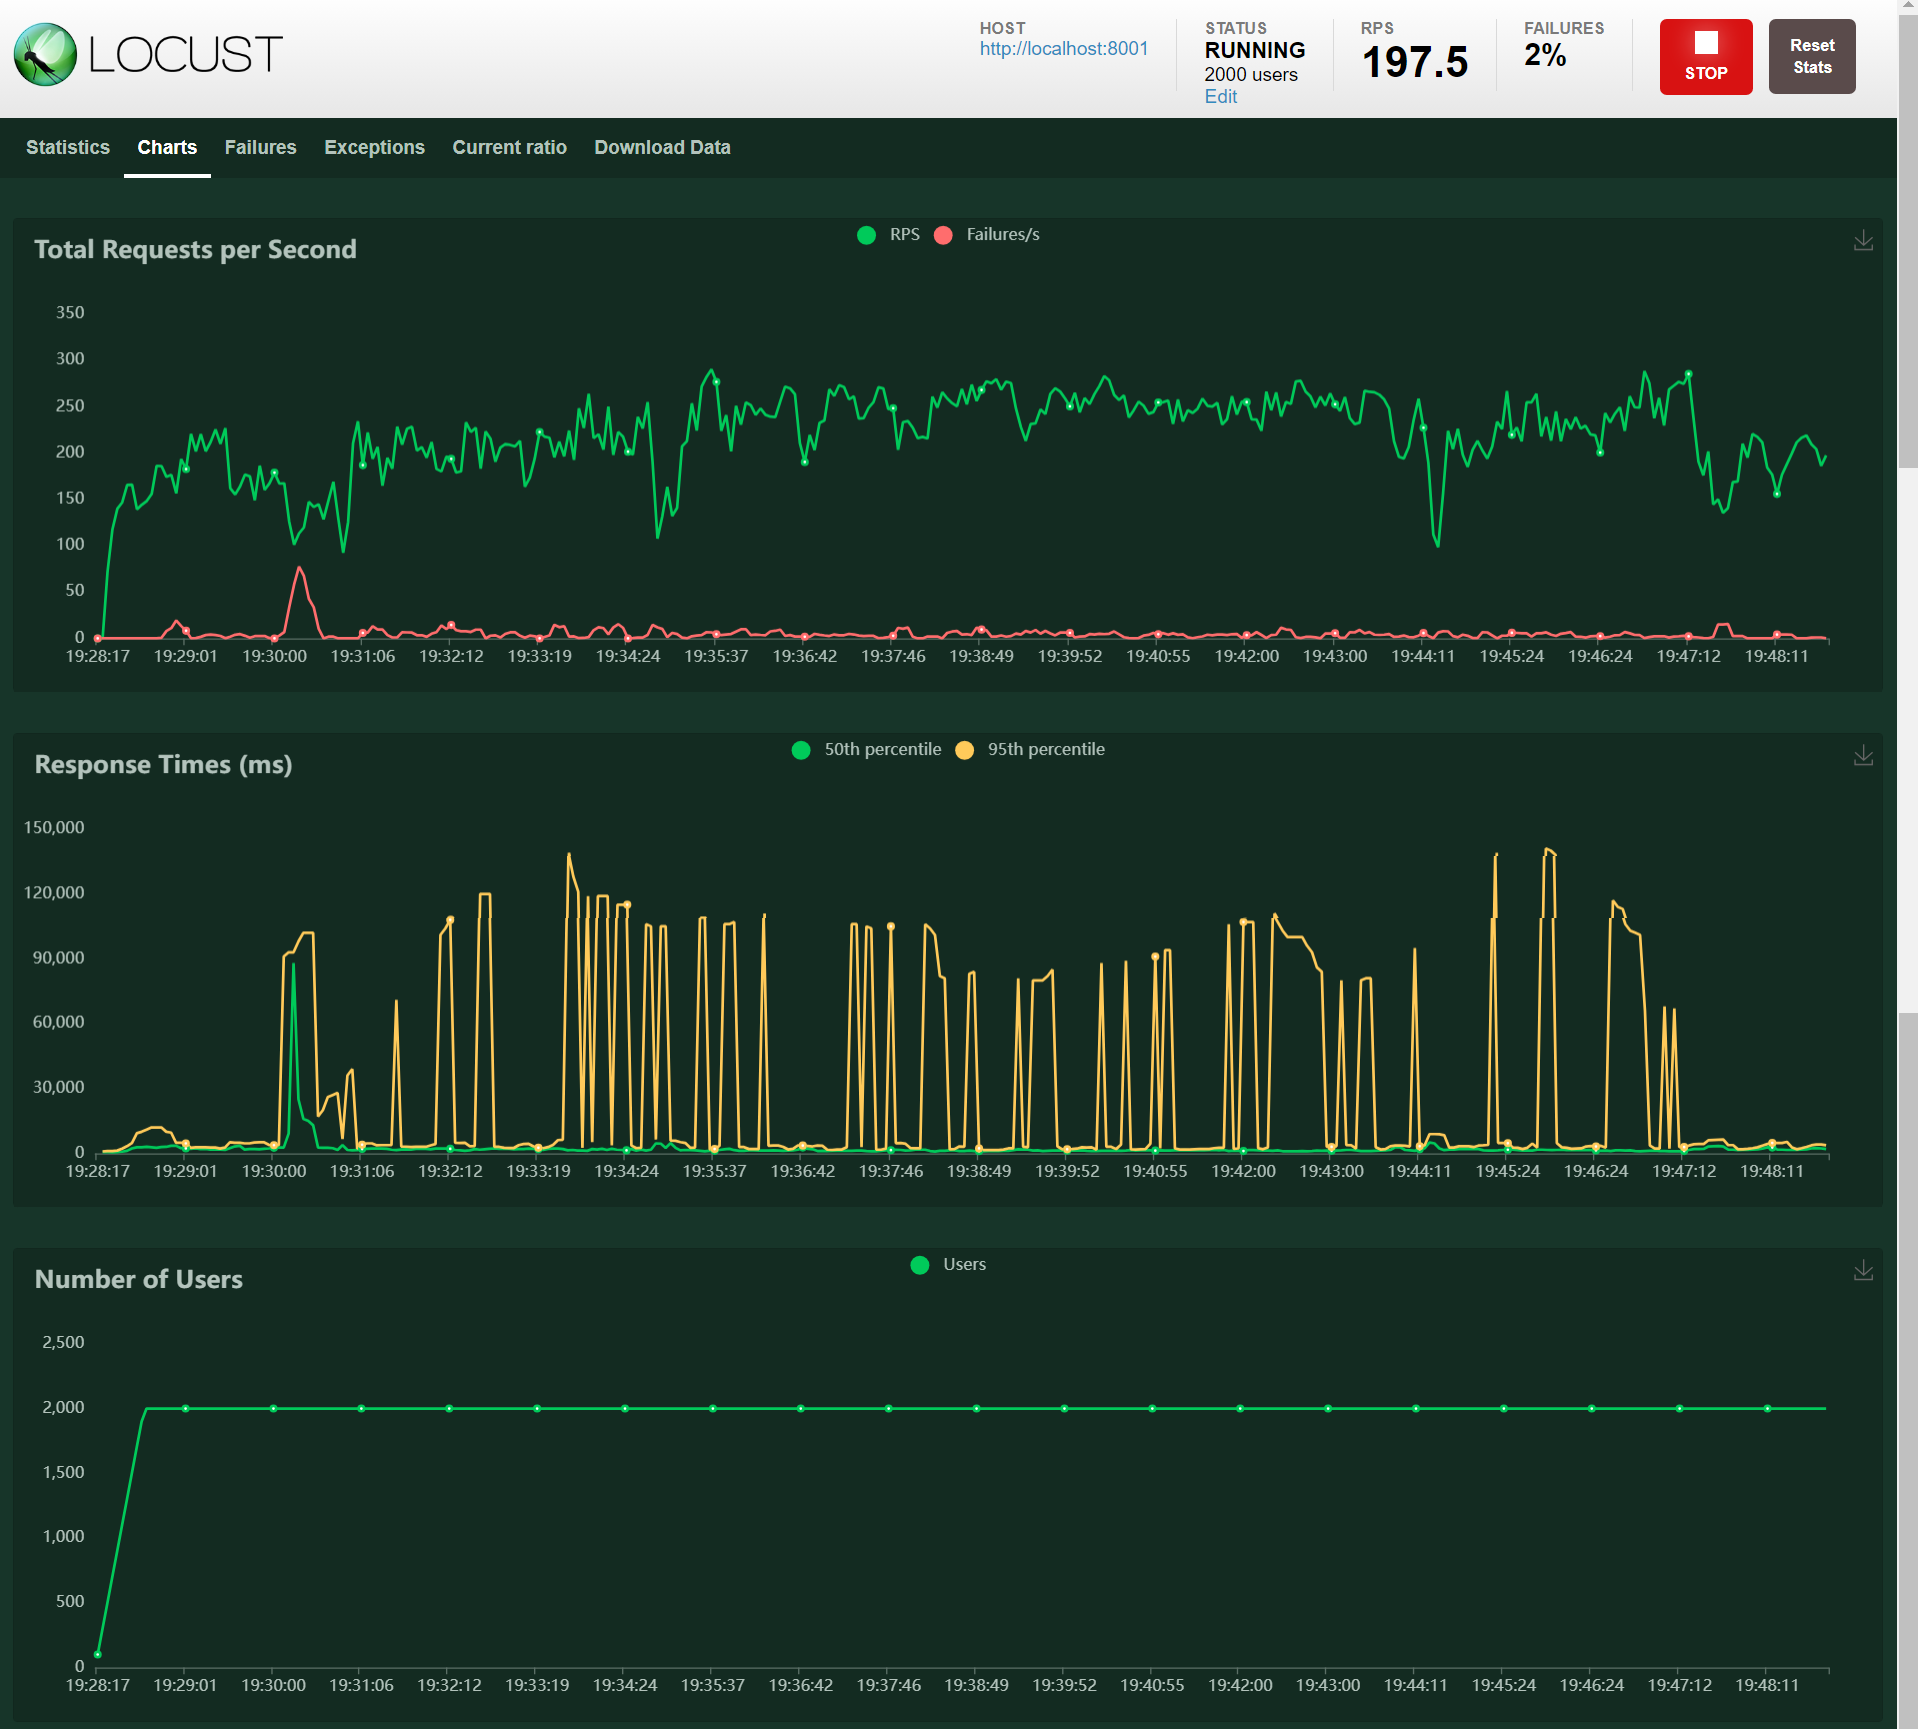 LOCUST
HOST
http://localhost:8001
STATUS
RUNNING
2000 users
Edit
RPS
197.5
FAILURES
2%
STOP
Reset
Stats
Statistics Charts Failures Exceptions Current ratio Download Data
Total Requests per Second
RPS Failures/s
350
300
250
200
150
100
50
0
19:28:17 19:29:01 19:30:00 19:31:06 19:32:12 19:33:19 19:34:24 19:35:37 19:36:42 19:37:46 19:38:49 19:39:52 19:40:55 19:42:00 19:43:00 19:44:11 19:45:24 19:46:24 19:47:12 19:48:11
Response Times (ms)
50th percentile 95th percentile
150,000
120,000
90,000
60,000
30,000
0
19:28:17 19:29:01 19:30:00 19:31:06 19:32:12 19:33:19 19:34:24 19:35:37 19:36:42 19:37:46 19:38:49 19:39:52 19:40:55 19:42:00 19:43:00 19:44:11 19:45:24 19:46:24 19:47:12 19:48:11
Number of Users
Users
2,500
2,000
1,500
1,000
500
0
19:28:17 19:29:01 19:30:00 19:31:06 19:32:12 19:33:19 19:34:24 19:35:37 19:36:42 19:37:46 19:38:49 19:39:52 19:40:55 19:42:00 19:43:00 19:44:11 19:45:24 19:46:24 19:47:12 19:48:11